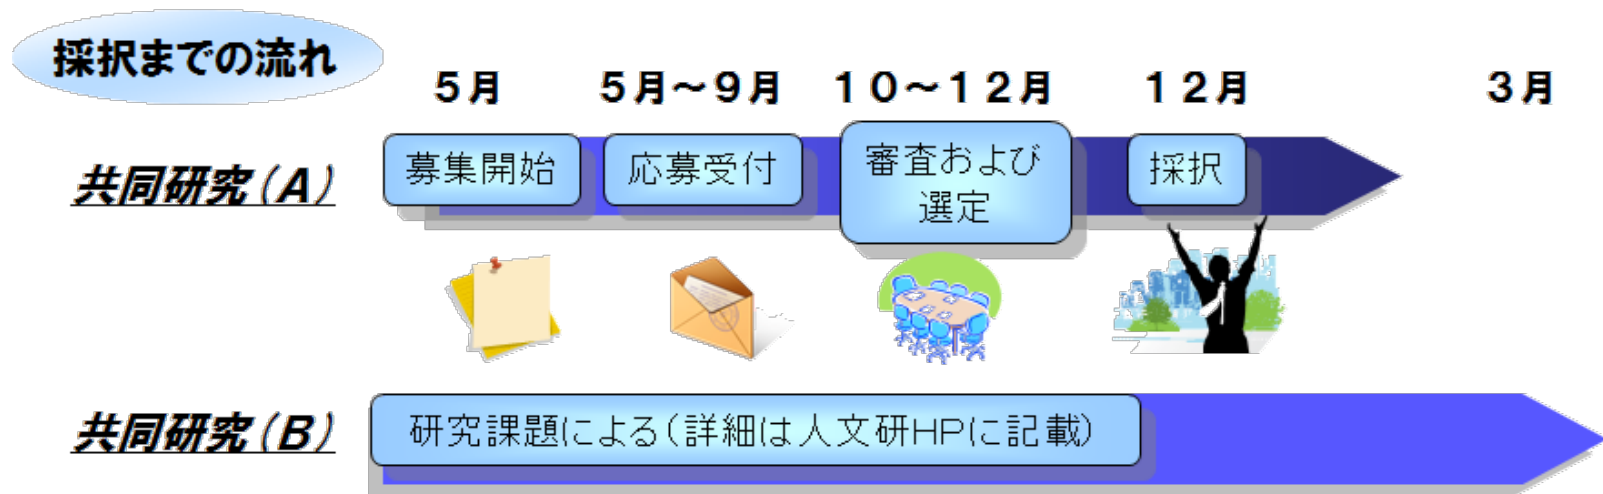 採択までの流れ
5月
5月～9月
10～12月
12月
3月
共同研究(A)
募集開始
応募受付
審査および
選定
採択
共同研究(B)
研究課題による(詳細は人文研HPに記載)